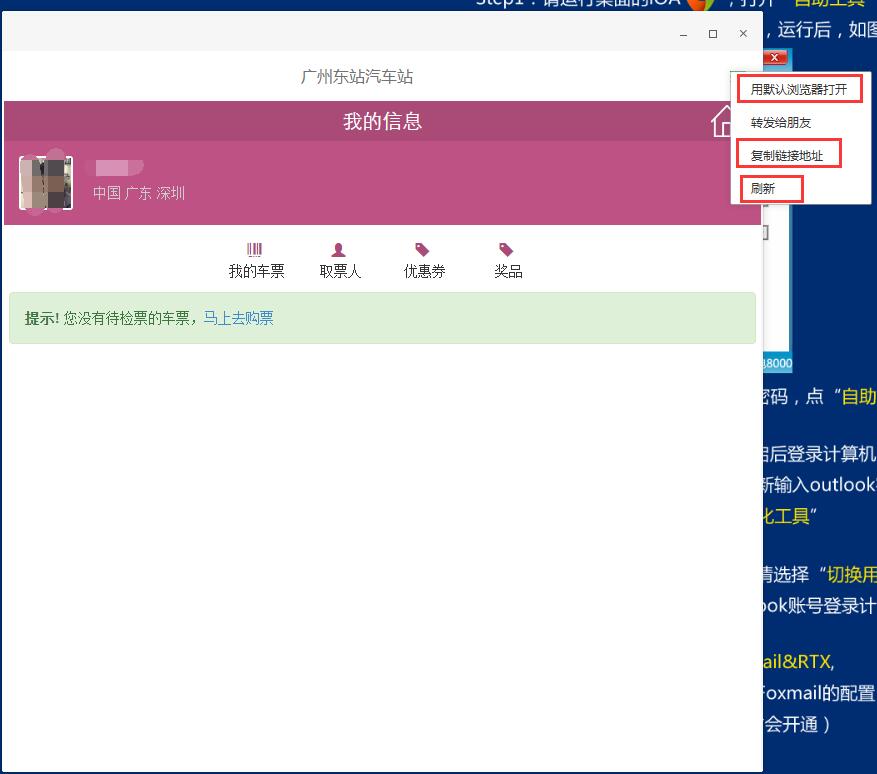 Step1：请运行桌面的IOA ，打开“自助工具
，运行后，如图
广州东站汽车站
我的信息
中国 广东 深圳
用默认浏览器打开
转发给朋友
复制链接地址
刷新
我的车票 取票人 优惠券 奖品
提示! 您没有待检票的车票，马上去购票
8000
密码，点“自助
后登录计算机
新输入outlook
化工具”
请选择“切换用
ook账号登录计
ail&RTX,
Foxmail的配置
会开通）